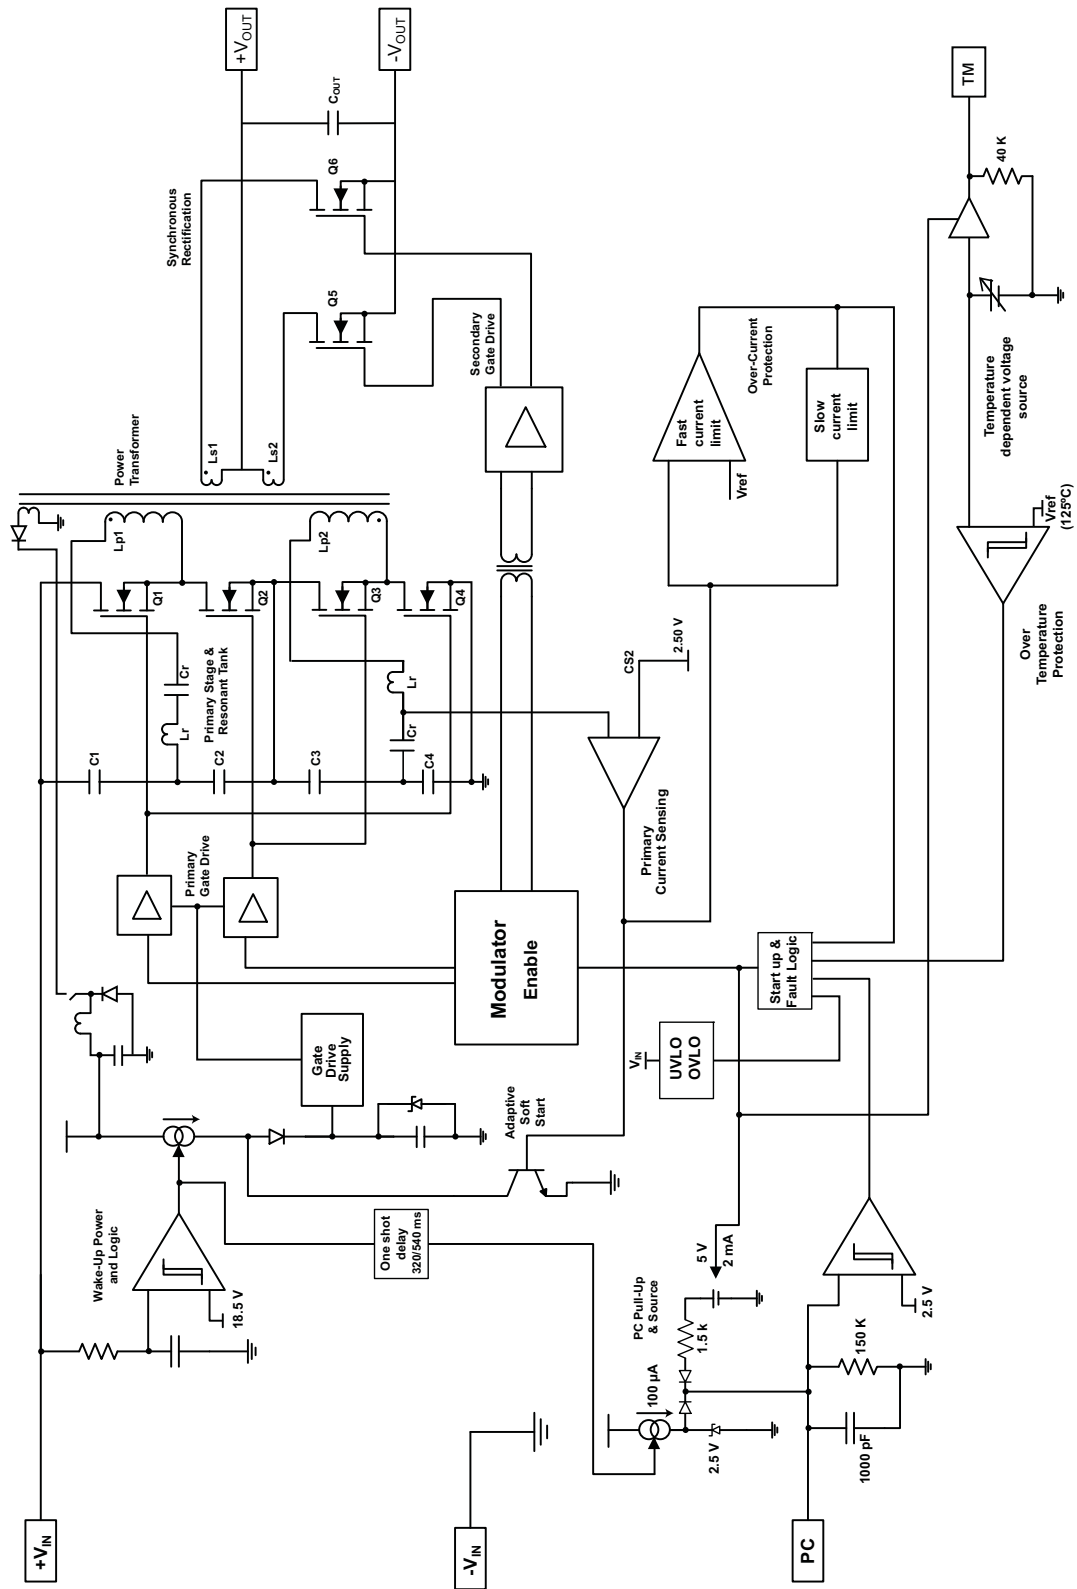 +VOUT
-VOUT
COUT
Q6
Synchronous
Rectification
Q5
Secondary
Gate Drive
Power
Transformer
Ls1
Ls2
Lp1
Lp2
Q1
Q2
Q3
Q4
Cr
Lr
Primary Stage &
Resonant Tank
Lr
Cr
C1
C2
C3
C4
Primary
Gate Drive
TM
40 K
Temperature
dependent voltage
source
Over-Current
Protection
Fast
current
limit
Vref
Slow
current
limit
Vref
(125ºC)
Over
Temperature
Protection
CS2
2.50 V
Primary
Current Sensing
Modulator
Enable
Start up &
Fault Logic
VIN
UVLO
OVLO
Gate
Drive
Supply
Adaptive
Soft
Start
Wake-Up Power
and Logic
18.5 V
One shot
delay
320/540 ms
5 V
2 mA
PC Pull-Up
& Source
1.5 k
100 µA
2.5 V
150 K
1000 pF
2.5 V
+VIN
-VIN
PC